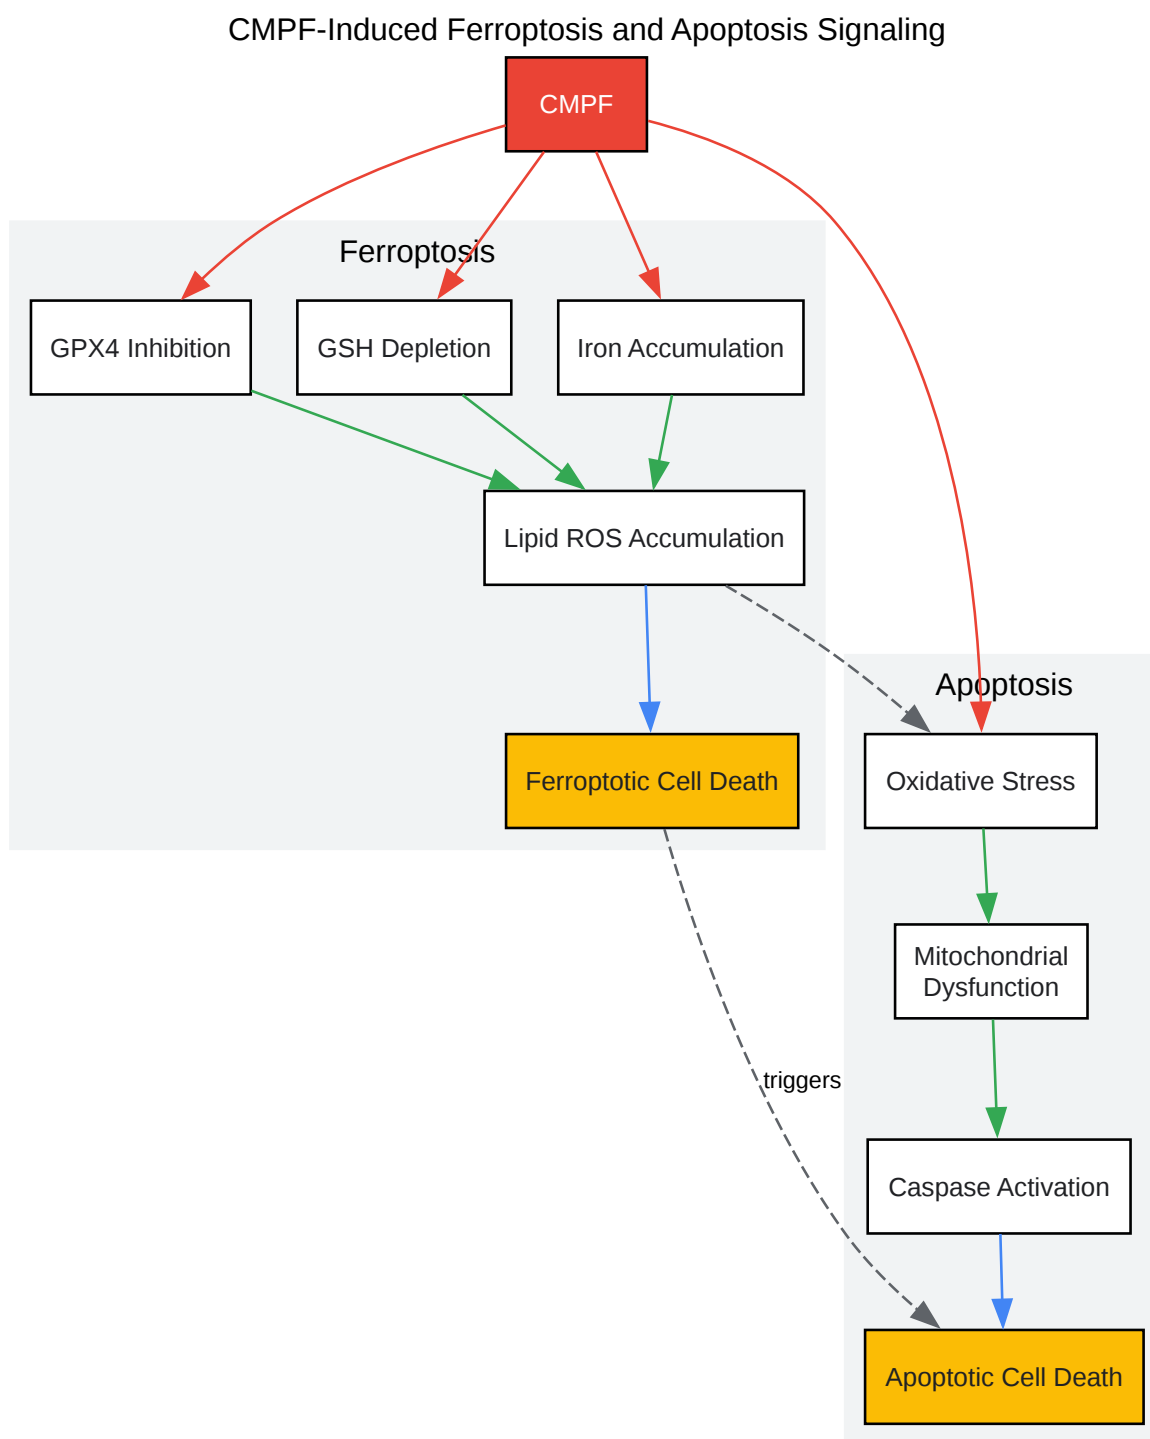 CMPF-Induced Ferroptosis and Apoptosis Signaling
CMPF
Ferroptosis
GPX4 Inhibition
GSH Depletion
Iron Accumulation
Lipid ROS Accumulation
Ferroptotic Cell Death
Apoptosis
Oxidative Stress
Mitochondrial
Dysfunction
triggers
Caspase Activation
Apoptotic Cell Death